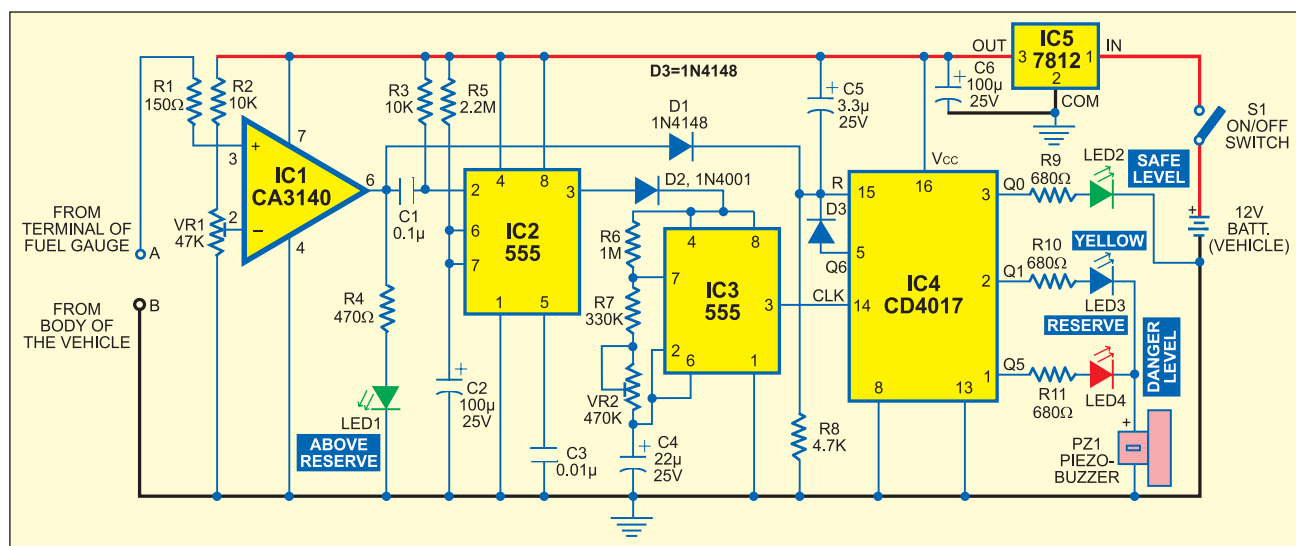 R1
150Ω
R2
10K
D3=1N4148
OUT
3
IC5
7812
1
IN
2
COM
C6
100µ
25V
+
S1
ON/OFF
SWITCH
R3
10K
R5
2.2M
D1
1N4148
+
C5
3.3µ
25V
7
+
3
IC1
CA3140
6
2
−
4
VR1
47K
C1
0.1µ
4
8
2
3
6
7
IC2
555
1
5
D2, 1N4001
R6
1M
R7
330K
VR2
470K
4
8
7
IC3
555
3
2
6
1
VCC
16
R
15
D3
5
Q6
CLK
14
IC4
CD4017
3
Q0
2
Q1
1
Q5
8
13
R9
680Ω
LED2
SAFE
LEVEL
+
12V
BATT.
(VEHICLE)
YELLOW
R10
680Ω
LED3
RESERVE
DANGER
LEVEL
R11
680Ω
LED4
FROM
TERMINAL OF
FUEL GAUGE
A
B
FROM
BODY OF
THE VEHICLE
R4
470Ω
LED1
ABOVE
RESERVE
+
C2
100µ
25V
C3
0.01µ
+
C4
22µ
25V
R8
4.7K
+
PZ1
PIEZO-
BUZZER